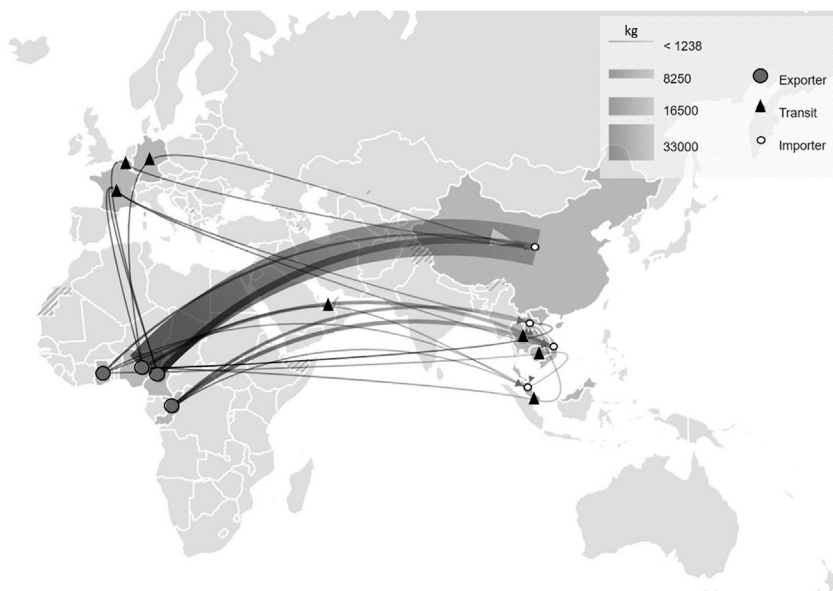 kg
< 1238
8250
16500
33000
Exporter
Transit
Importer